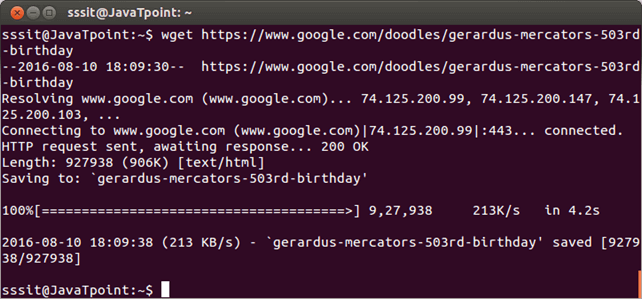 sssit@JavaTpoint: ~
sssit@JavaTpoint:~$ wget https://www.google.com/doodles/gerardus-mercators-503rd
-birthday
--2016-08-10 18:09:30--  https://www.google.com/doodles/gerardus-mercators-503rd
-birthday
Resolving www.google.com (www.google.com)... 74.125.200.99, 74.125.200.147, 74.1
25.200.103, ...
Connecting to www.google.com (www.google.com)|74.125.200.99|:443... connected.
HTTP request sent, awaiting response... 200 OK
Length: 927938 (906K) [text/html]
Saving to: `gerardus-mercators-503rd-birthday'
100%[======================================>] 9,27,938     213K/s   in 4.2s
2016-08-10 18:09:38 (213 KB/s) - `gerardus-mercators-503rd-birthday' saved [9279
38/927938]
sssit@JavaTpoint:~$